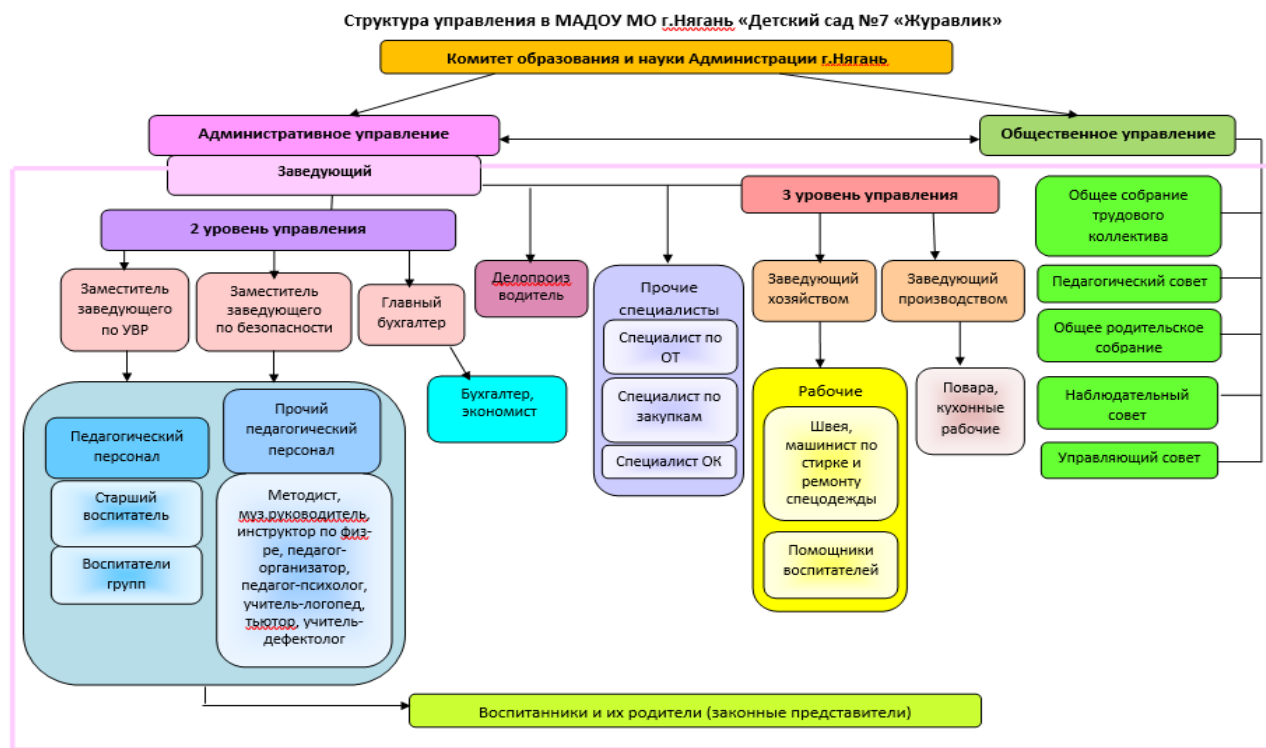 Структура управления в МАДОУ МО г.Нягань «Детский сад №7 «Журавлик»
Комитет образования и науки Администрации г.Нягань
Административное управление
Общественное управление
Заведующий
2 уровень управления
3 уровень управления
Заместитель
заведующего
по УВР
Заместитель
заведующего
по безопасности
Главный
бухгалтер
Делопроиз
водитель
Прочие
специалисты
Специалист по
ОТ
Специалист по
закупкам
Специалист ОК
Заведующий
хозяйством
Заведующий
производством
Общее собрание
трудового
коллектива
Педагогический совет
Общее родительское
собрание
Наблюдательный
совет
Управляющий совет
Бухгалтер,
экономист
Рабочие
Швея,
машинист по
стирке и
ремонту
спецодежды
Помощники
воспитателей
Повара,
кухонные
рабочие
Педагогический
персонал
Старший
воспитатель
Воспитатели
групп
Прочий
педагогический
персонал
Методист,
муз.руководитель,
инструктор по физ-
ре, педагог-
организатор,
педагог-психолог,
учитель-логопед,
тьютор, учитель-
дефектолог
Воспитанники и их родители (законные представители)